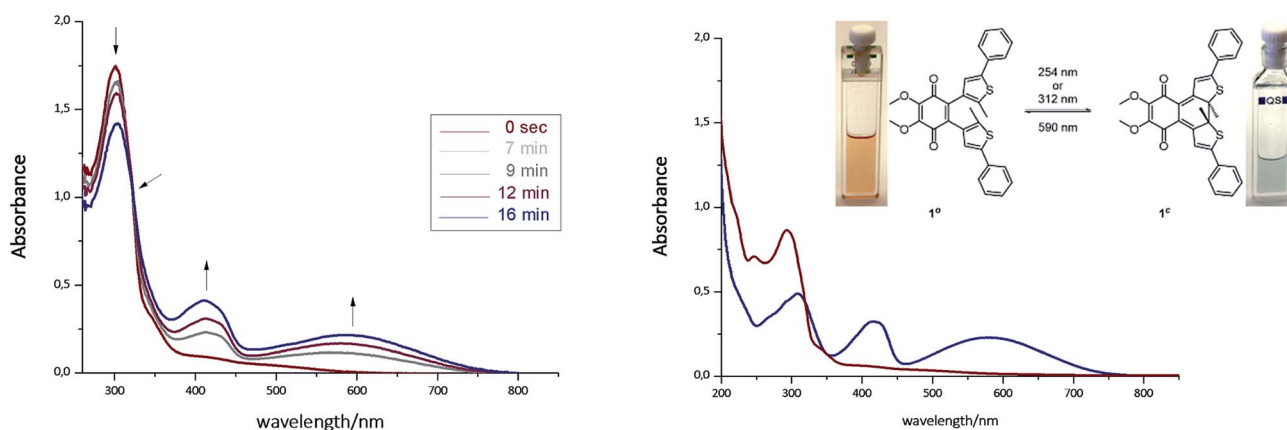 2,0
1,5
1,0
0,5
0,0
300
400
500
600
700
800
Absorbance
wavelength/nm
0 sec
7 min
9 min
12 min
16 min
2,0
1,5
1,0
0,5
0,0
200
300
400
500
600
700
800
Absorbance
wavelength/nm
O
O
O
O
S
S
1o
254 nm
or
312 nm
590 nm
O
O
O
O
S
S
1c
QS